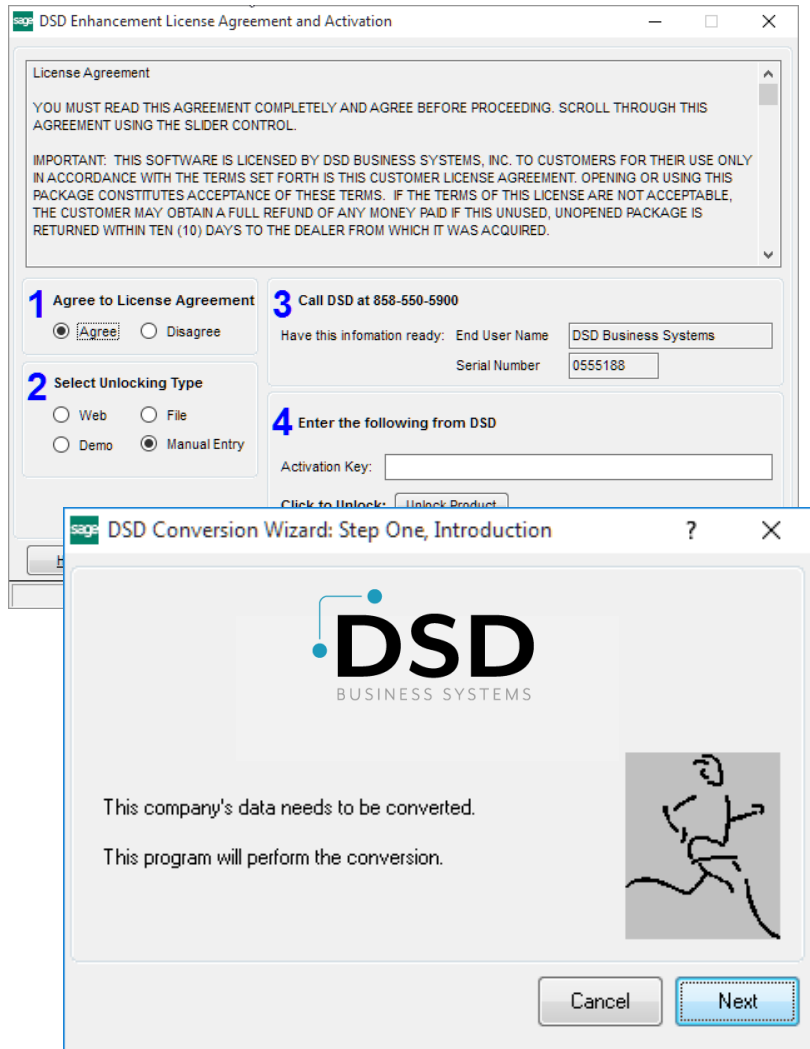 sage DSD Enhancement License Agreement and Activation
License Agreement
YOU MUST READ THIS AGREEMENT COMPLETELY AND AGREE BEFORE PROCEEDING. SCROLL THROUGH THIS
AGREEMENT USING THE SLIDER CONTROL.
IMPORTANT: THIS SOFTWARE IS LICENSED BY DSD BUSINESS SYSTEMS, INC. TO CUSTOMERS FOR THEIR USE ONLY
IN ACCORDANCE WITH THE TERMS SET FORTH IS THIS CUSTOMER LICENSE AGREEMENT. OPENING OR USING THIS
PACKAGE CONSTITUTES ACCEPTANCE OF THESE TERMS. IF THE TERMS OF THIS LICENSE ARE NOT ACCEPTABLE,
THE CUSTOMER MAY OBTAIN A FULL REFUND OF ANY MONEY PAID IF THIS UNUSED, UNOPENED PACKAGE IS
RETURNED WITHIN TEN (10) DAYS TO THE DEALER FROM WHICH IT WAS ACQUIRED.
1 Agree to License Agreement
Agree Disagree
2 Select Unlocking Type
Web File
Demo Manual Entry
3 Call DSD at 858-550-5900
Have this infomation ready: End User Name DSD Business Systems
Serial Number 0555188
4 Enter the following from DSD
Activation Key:
Click to Unlock: Unlock Product
sage DSD Conversion Wizard: Step One, Introduction
DSD
BUSINESS SYSTEMS
This company's data needs to be converted.
This program will perform the conversion.
Cancel Next